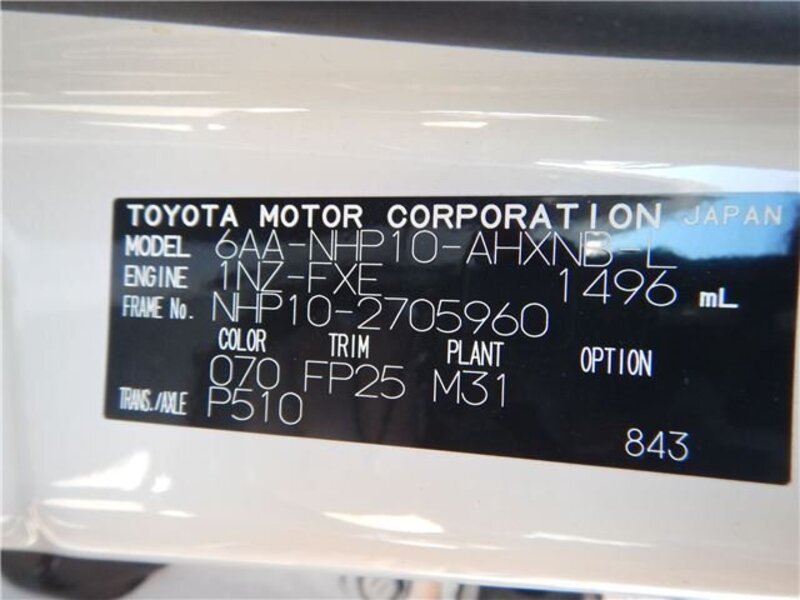 TOYOTA MOTOR CORPORATION JAPAN
MODEL 6AA-NHP10-AHXNB-L
ENGINE 1NZ-FXE 1496 mL
FRAME No. NHP10-2705960
COLOR TRIM PLANT OPTION
070 FP25 M31
TRANS./AXLE P510
843